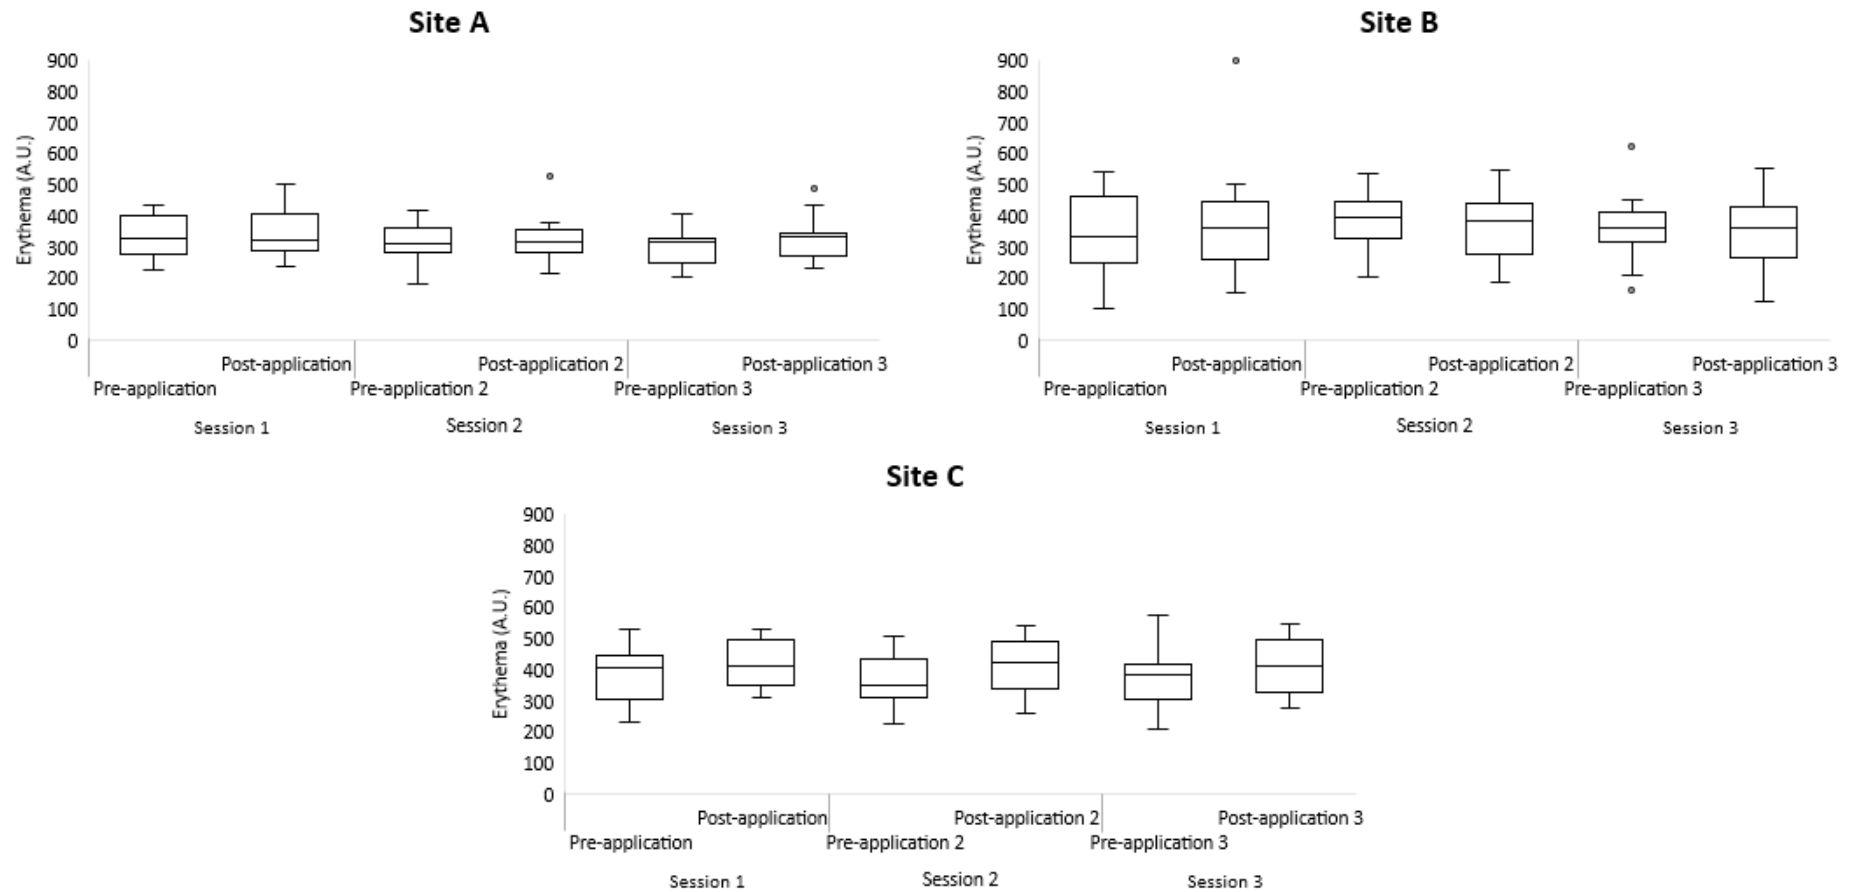 Site A
Erythema (A.U.)
900
800
700
600
500
400
300
200
100
0
Post-application
Post-application 2
Post-application 3
Pre-application
Pre-application 2
Pre-application 3
Session 1
Session 2
Session 3
Site B
Erythema (A.U.)
900
800
700
600
500
400
300
200
100
0
Post-application
Post-application 2
Post-application 3
Pre-application
Pre-application 2
Pre-application 3
Session 1
Session 2
Session 3
Site C
Erythema (A.U.)
900
800
700
600
500
400
300
200
100
0
Post-application
Post-application 2
Post-application 3
Pre-application
Pre-application 2
Pre-application 3
Session 1
Session 2
Session 3